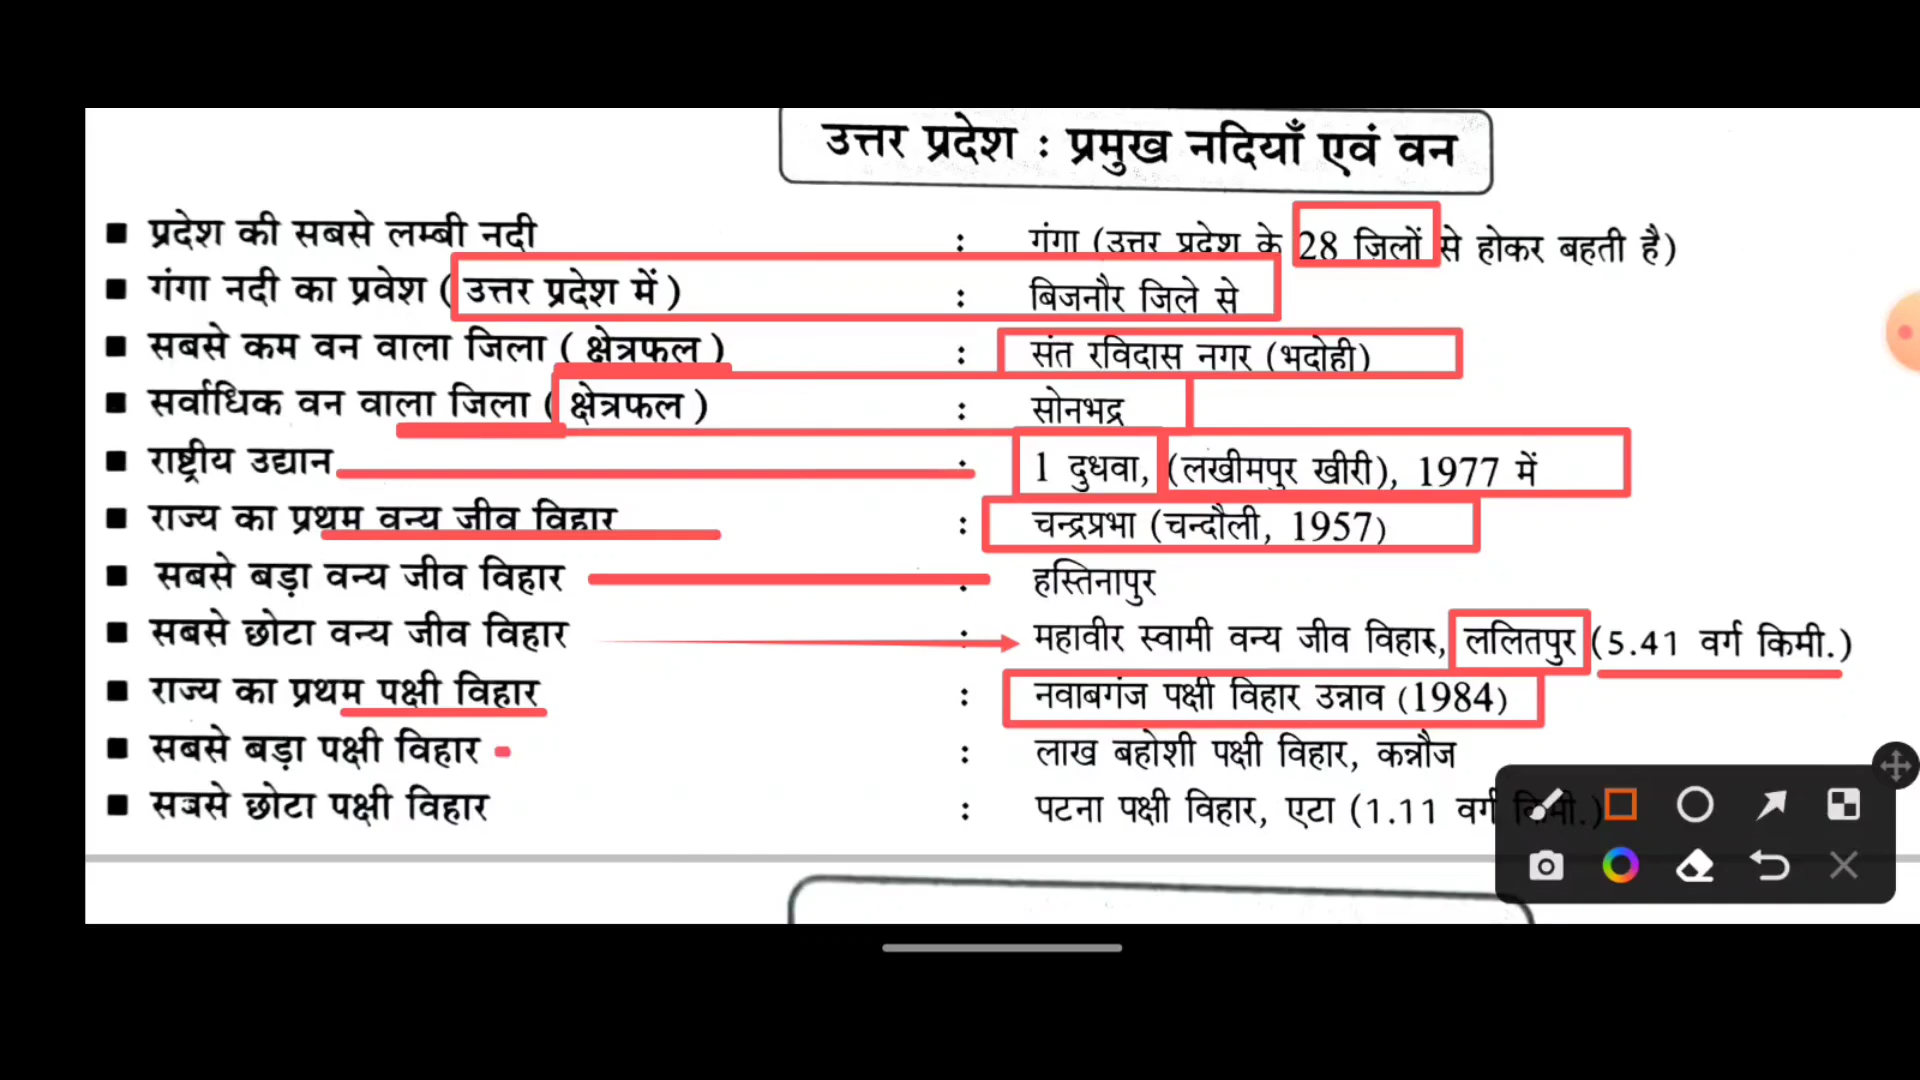 उत्तर प्रदेश : प्रमुख नदियाँ एवं वन
■ प्रदेश की सबसे लम्बी नदी : गंगा (उत्तर प्रदेश के 28 जिलों से होकर बहती है)
■ गंगा नदी का प्रवेश ( उत्तर प्रदेश में ) : बिजनौर जिले से
■ सबसे कम वन वाला जिला ( क्षेत्रफल ) : संत रविदास नगर (भदोही)
■ सर्वाधिक वन वाला जिला ( क्षेत्रफल ) : सोनभद्र
■ राष्ट्रीय उद्यान : 1 दुधवा, (लखीमपुर खीरी), 1977 में
■ राज्य का प्रथम वन्य जीव विहार : चन्द्रप्रभा (चन्दौली, 1957)
■ सबसे बड़ा वन्य जीव विहार : हस्तिनापुर
■ सबसे छोटा वन्य जीव विहार : महावीर स्वामी वन्य जीव विहार, ललितपुर (5.41 वर्ग किमी.)
■ राज्य का प्रथम पक्षी विहार : नवाबगंज पक्षी विहार उन्नाव (1984)
■ सबसे बड़ा पक्षी विहार : लाख बहोशी पक्षी विहार, कन्नौज
■ सबसे छोटा पक्षी विहार : पटना पक्षी विहार, एटा (1.11 वर्ग किमी.)